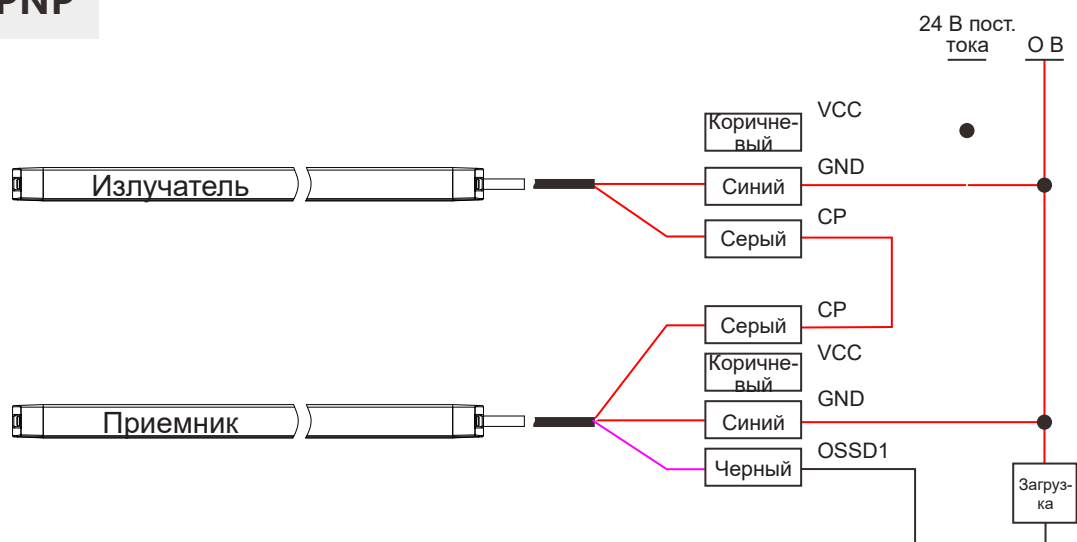 PNP
24 В пост.
тока
О В
VCC
Коричне-
вый
GND
Излучатель
Синий
CP
Серый
CP
Серый
VCC
Коричне-
вый
GND
Приемник
Синий
OSSD1
Черный
Загруз-
ка